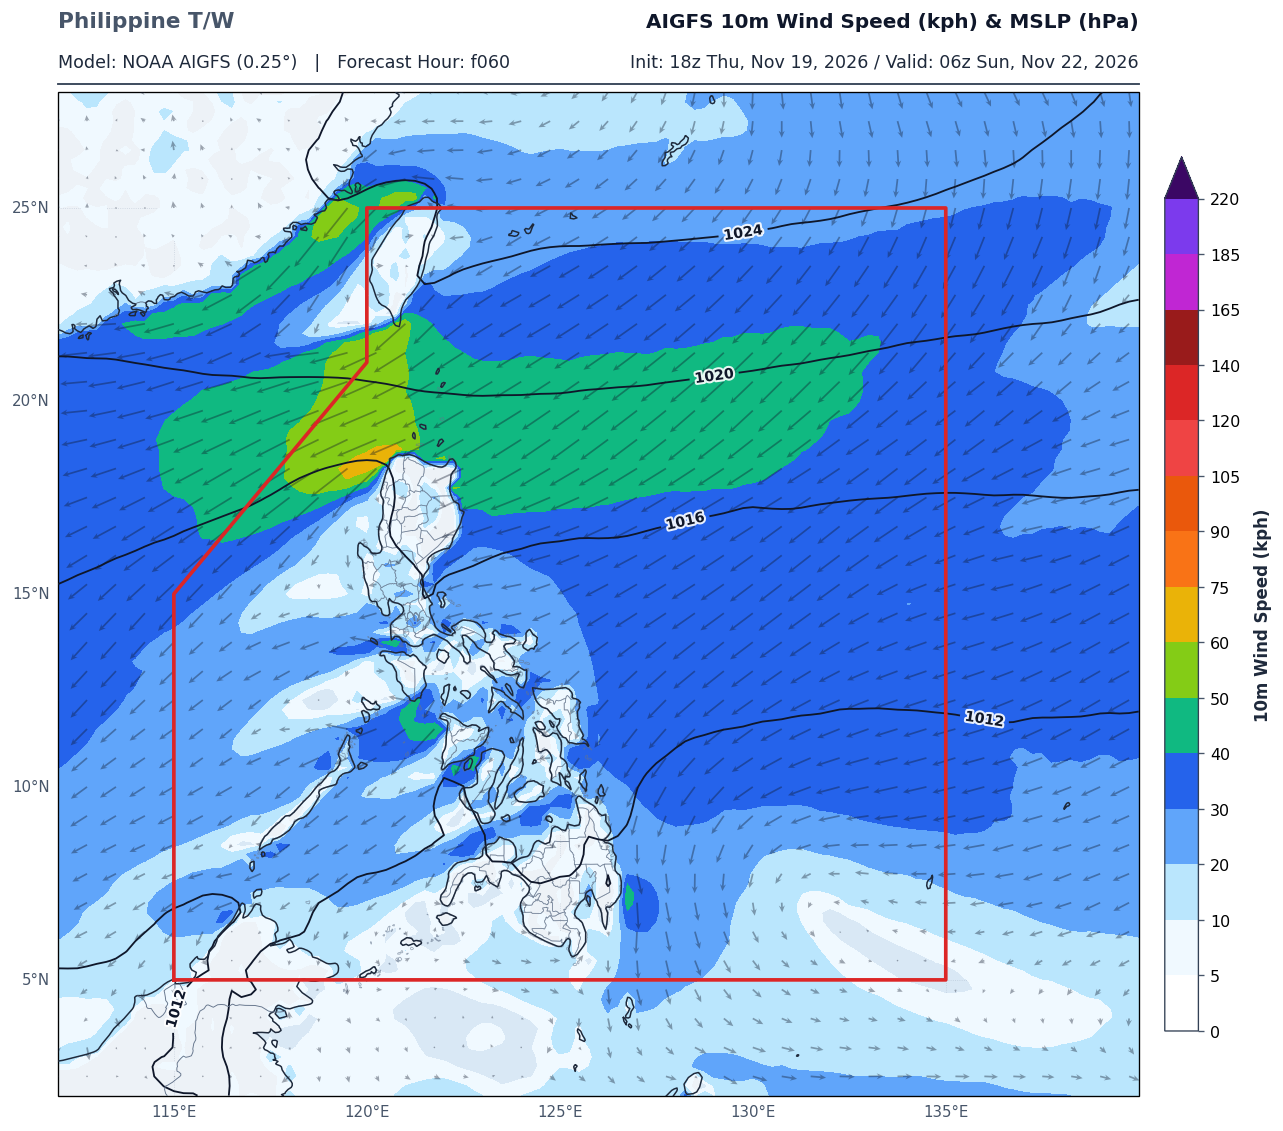 Philippine T/W
AIGFS 10m Wind Speed (kph) & MSLP (hPa)
Model: NOAA AIGFS (0.25°)   |   Forecast Hour: f060
Init: 18z Thu, Nov 19, 2026 / Valid: 06z Sun, Nov 22, 2026
25°N
20°N
15°N
10°N
5°N
115°E
120°E
125°E
130°E
135°E
1024
1020
1016
1012
1012
220
185
165
140
120
105
90
75
60
50
40
30
20
10
5
0
10m Wind Speed (kph)